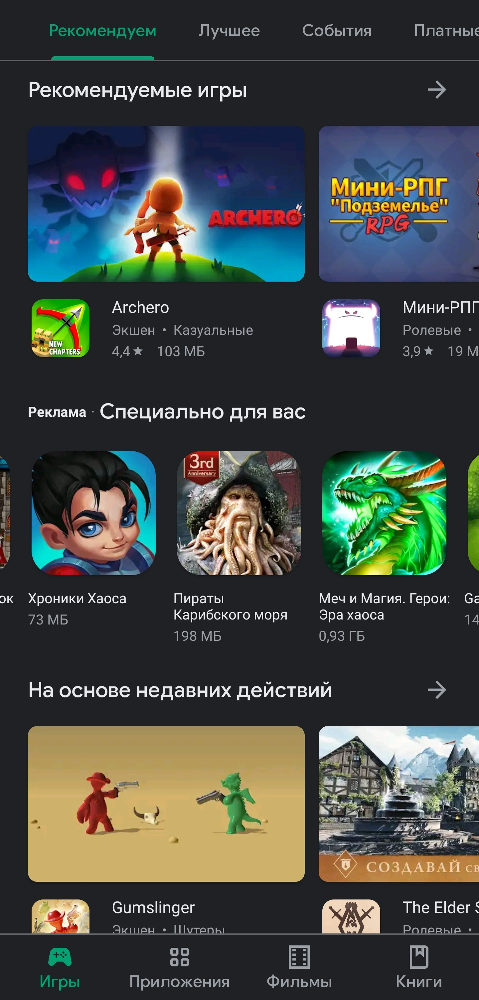 Рекомендуем Лучшее События Платные
Рекомендуемые игры
ARCHERO
Мини-РПГ
"Подземелье"
RPG
NEW
CHAPTERS
Archero
Экшен • Казуальные
4,4 ★ 103 МБ
Мини-РПГ
Ролевые •
3,9 ★ 19 М
Реклама · Специально для вас
3rd
Anniversary
ок
Хроники Хаоса
73 МБ
Пираты
Карибского моря
198 МБ
Меч и Магия. Герои:
Эра хаоса
0,93 ГБ
Ga
14
На основе недавних действий
СОЗДАВАЙ СВ
Gumslinger
Экшен • Шутеры
The Elder S
Ролевые •
Игры Приложения Фильмы Книги